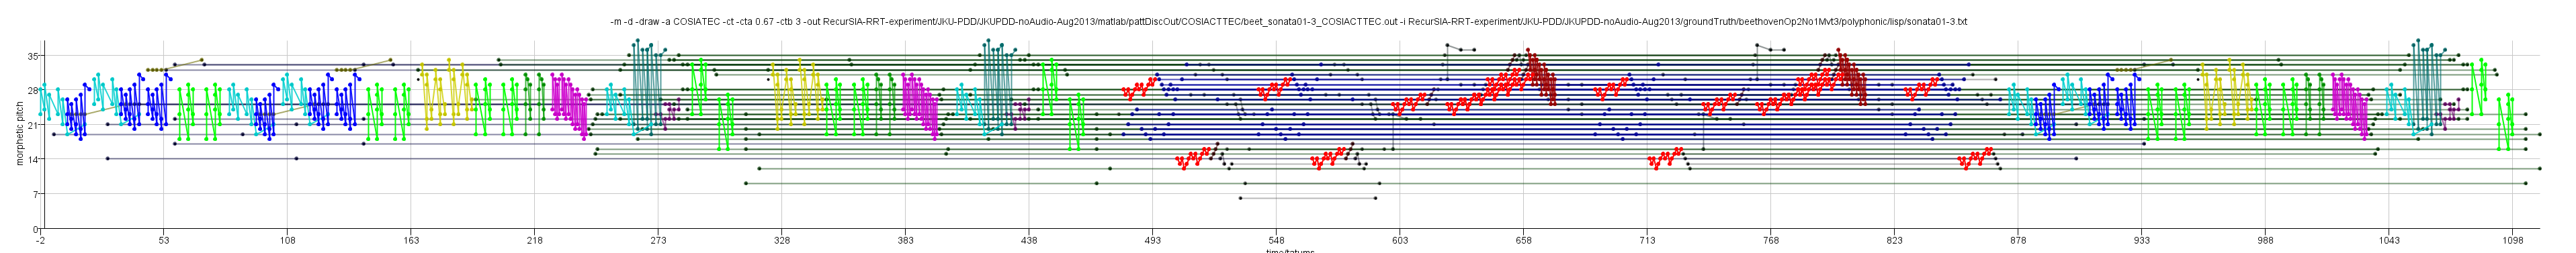 -m -d -draw -a COSIATEC -ct -cta 0.67 -ctb 3 -out RecurSIA-RRT-experiment/JKU-PDD/JKUPDD-noAudio-Aug2013/matlab/pattDiscOut/COSIACTTEC/beet_sonata01-3_COSIACTTEC.out -i RecurSIA-RRT-experiment/JKU-PDD/JKUPDD-noAudio-Aug2013/groundTruth/beethovenOp2No1Mvt3/polyphonic/lisp/sonata01-3.txt
morphetic pitch
35
28
21
14
7
0
-2 53 108 163 218 273 328 383 438 493 548 603 658 713 768 823 878 933 988 1043 1098
time/tatums